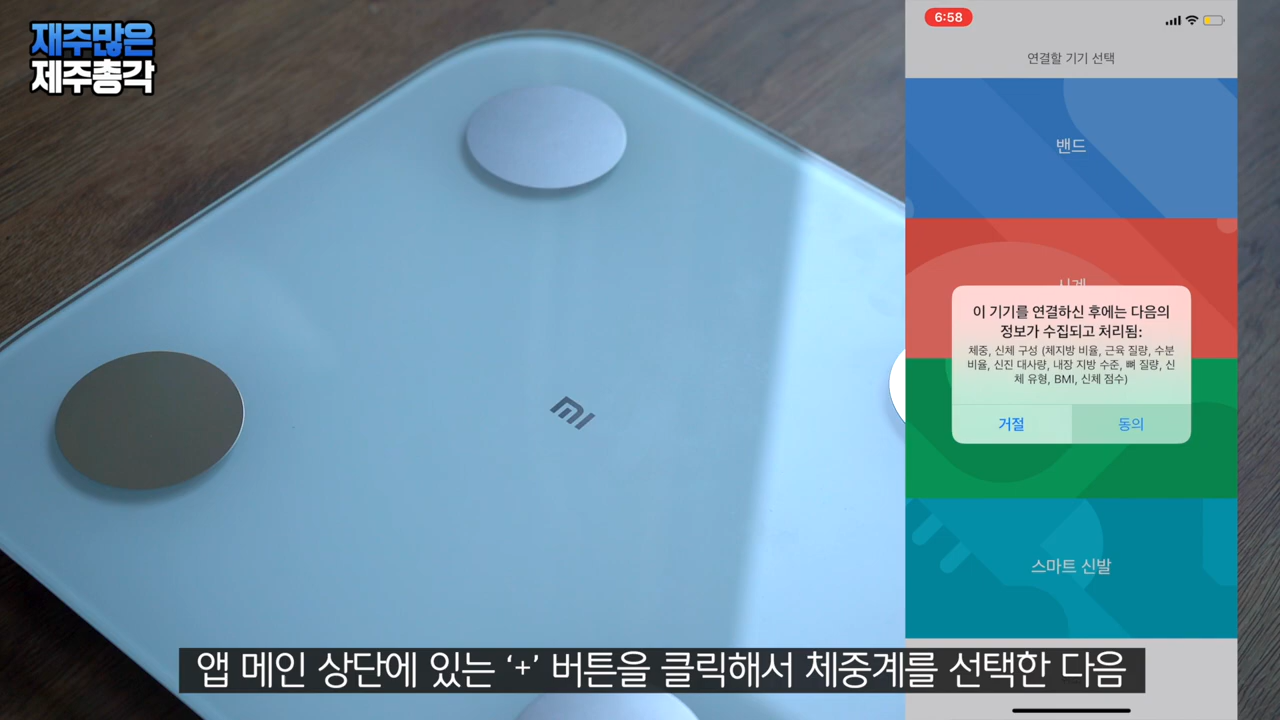 재주많은
제주총각
6:58
연결할 기기 선택
밴드
시계
이 기기를 연결하신 후에는 다음의
정보가 수집되고 처리됨:
체중, 신체 구성 (체지방 비율, 근육 질량, 수분
비율, 신진 대사량, 내장 지방 수준, 뼈 질량, 신
체 유형, BMI, 신체 점수)
거절
동의
스마트 신발
mi
앱 메인 상단에 있는 ‘+’ 버튼을 클릭해서 체중계를 선택한 다음